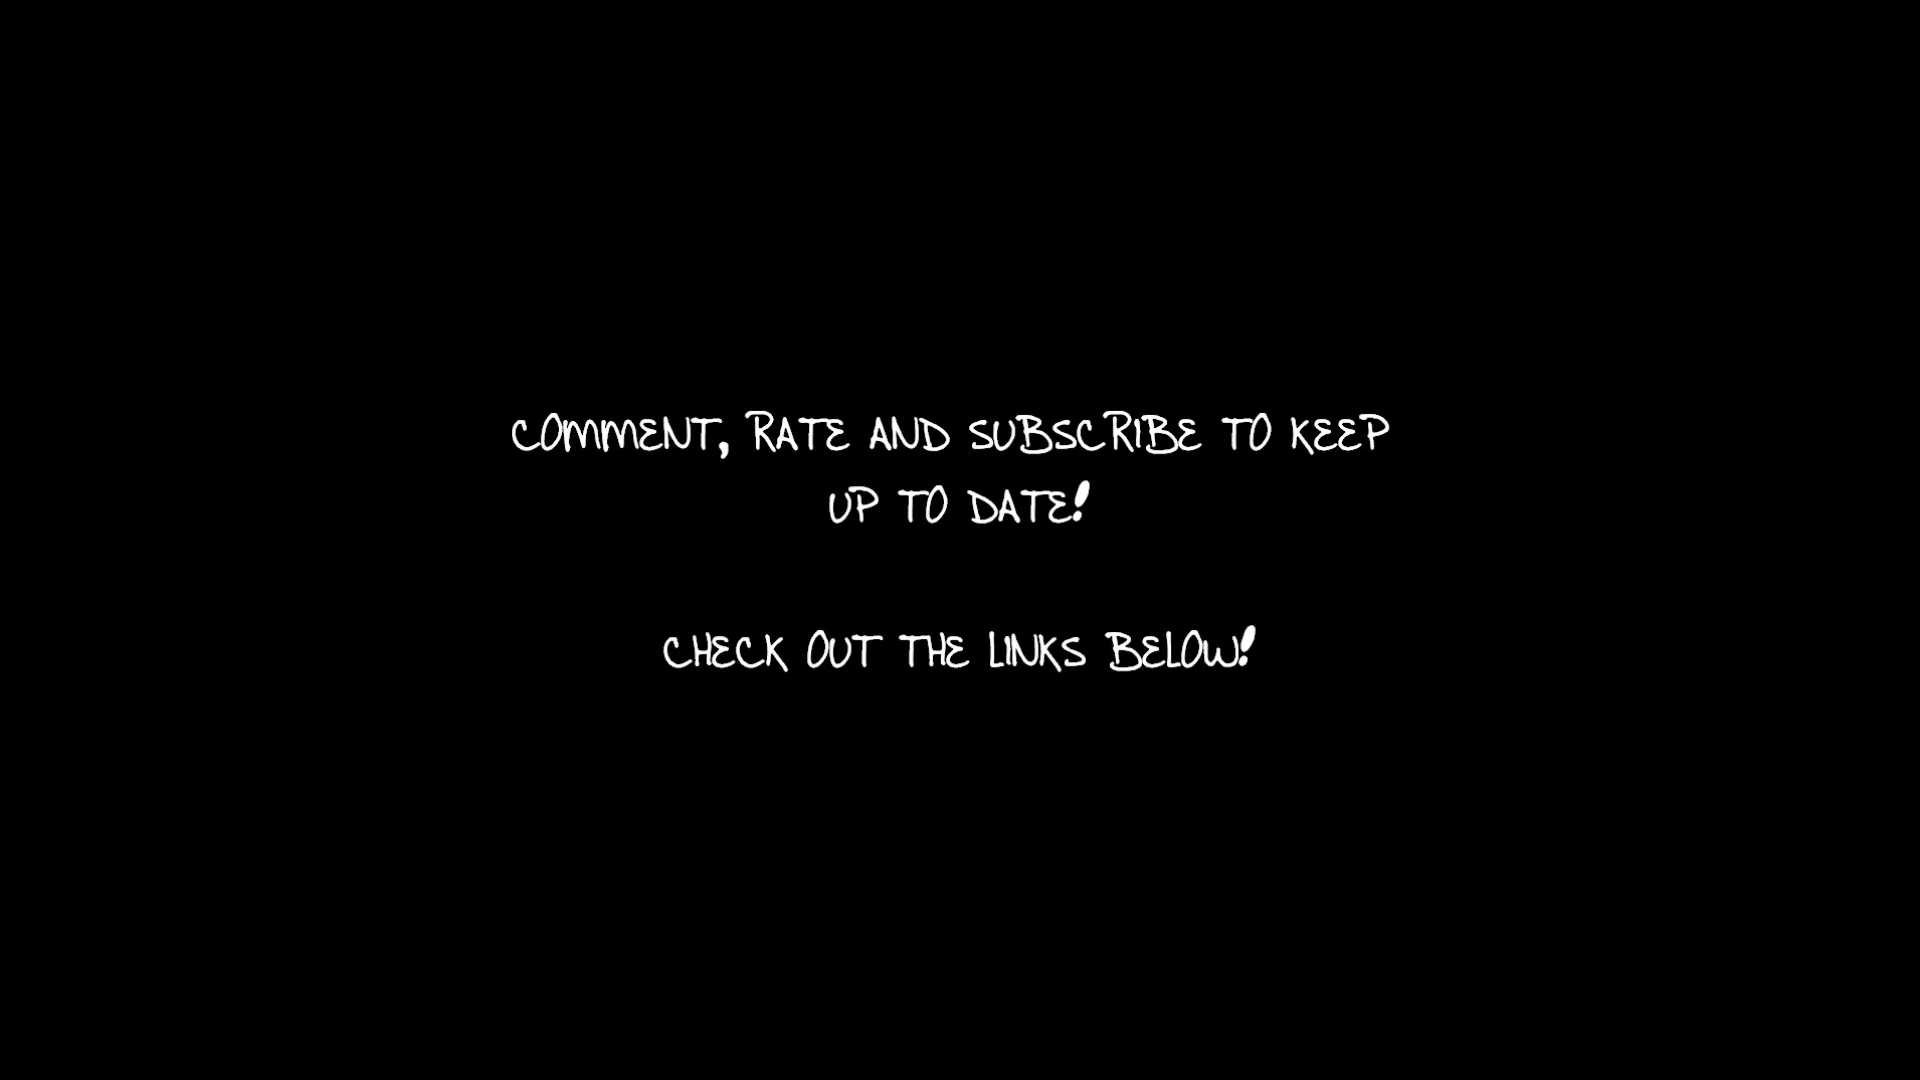 COMMENT, RATE AND SUBSCRIBE TO KEEP
UP TO DATE!
CHECK OUT THE LINKS BELOW!